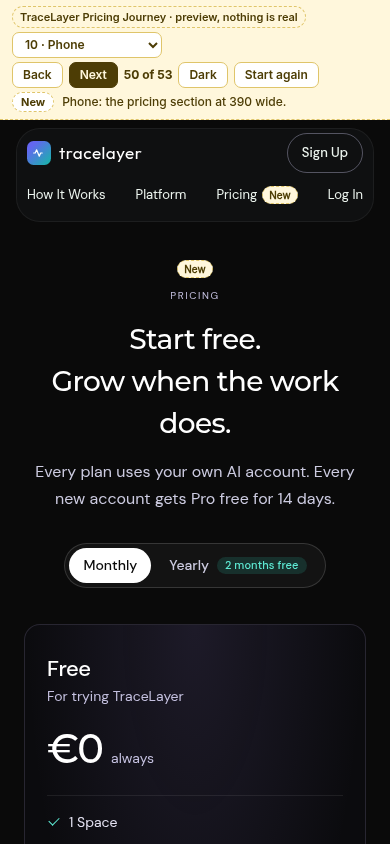 TraceLayer Pricing Journey · preview, nothing is real
10 · Phone
Back Next 50 of 53 Dark Start again
New Phone: the pricing section at 390 wide.
tracelayer Sign Up
How It Works Platform Pricing New Log In
New
PRICING
Start free.
Grow when the work
does.
Every plan uses your own AI account. Every
new account gets Pro free for 14 days.
Monthly Yearly 2 months free
Free
For trying TraceLayer
€0 always
1 Space